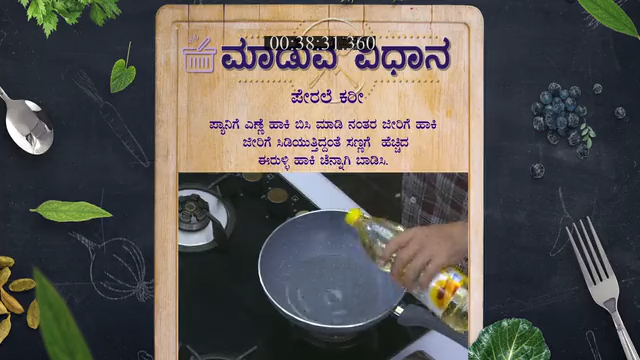 00:38:31:360
ಮಾಡುವ ವಿಧಾನ
ಪೇರಲೆ ಕರೀ
ಪ್ಯಾನಿಗೆ ಎಣ್ಣೆ ಹಾಕಿ ಬಿಸಿ ಮಾಡಿ ನಂತರ ಜೀರಿಗೆ ಹಾಕಿ
ಜೀರಿಗೆ ಸಿಡಿಯುತ್ತಿದ್ದಂತೆ ಸಣ್ಣಗೆ ಹೆಚ್ಚಿದ
ಈರುಳ್ಳಿ ಹಾಕಿ ಚೆನ್ನಾಗಿ ಬಾಡಿಸಿ.